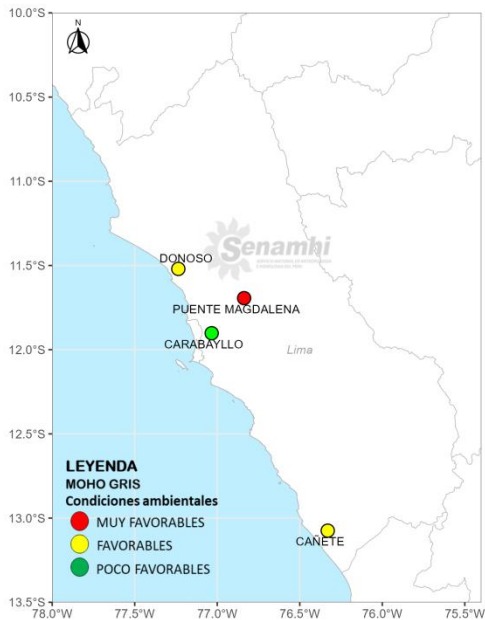 10.0°S
N
10.5°S
11.0°S
Senamhi
DONOSO
11.5°S
PUENTE MAGDALENA
CARABAYLLO
12.0°S
Lima
12.5°S
LEYENDA
MOHO GRIS
Condiciones ambientales
MUY FAVORABLES
13.0°S
FAVORABLES
CAÑETE
POCO FAVORABLES
13.5°S
78.0°W 77.5°W 77.0°W 76.5°W 76.0°W 75.5°W